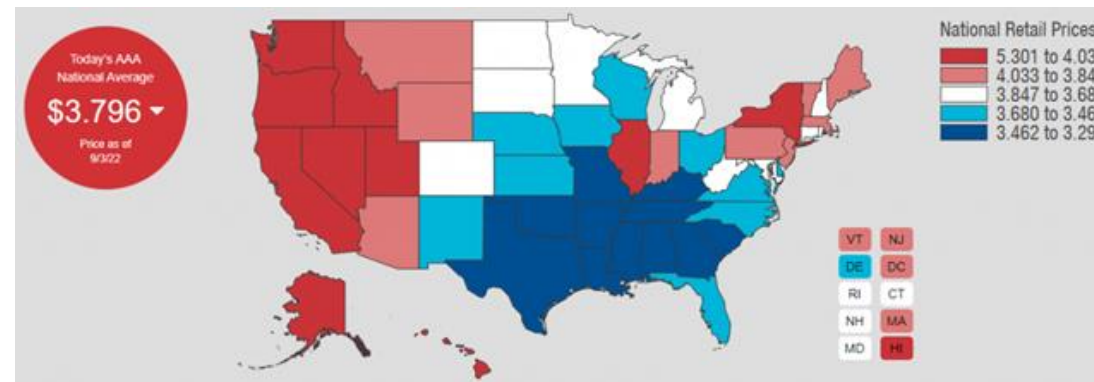 Today's AAA
National Average
$3.796
Price as of
9/3/22
National Retail Prices
5.301 to 4.03
4.033 to 3.84
3.847 to 3.68
3.680 to 3.46
3.462 to 3.29
VT NJ
DE DC
RI CT
NH MA
MD HI